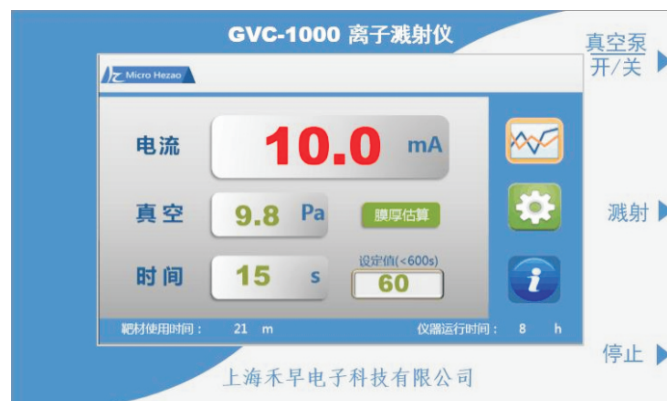 GVC-1000 离子溅射仪
真空泵
开/关
Micro Hezao
电流 10.0 mA
真空 9.8 Pa 膜厚估算
设定值(<600s)
时间 15 s 60
溅射
靶材使用时间: 21 m 仪器运行时间: 8 h
停止
上海禾早电子科技有限公司